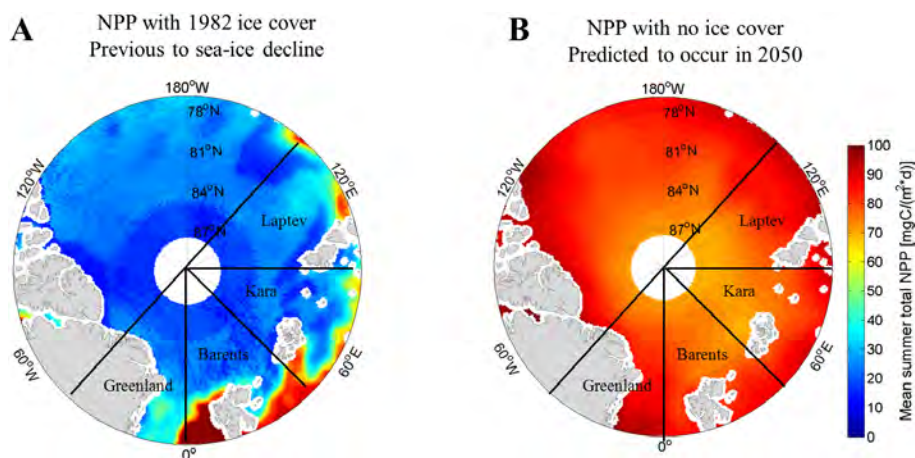 A
NPP with 1982 ice cover
Previous to sea-ice decline
180°W
78°N
81°N
84°N
87°N
120°W
120°E
60°W
60°E
0°
Laptev
Kara
Barents
Greenland
B
NPP with no ice cover
Predicted to occur in 2050
180°W
78°N
81°N
84°N
87°N
120°W
120°E
60°W
60°E
0°
Laptev
Kara
Barents
Greenland
100
90
80
70
60
50
40
30
20
10
0
Mean summer total NPP [mgC/(m²*d)]